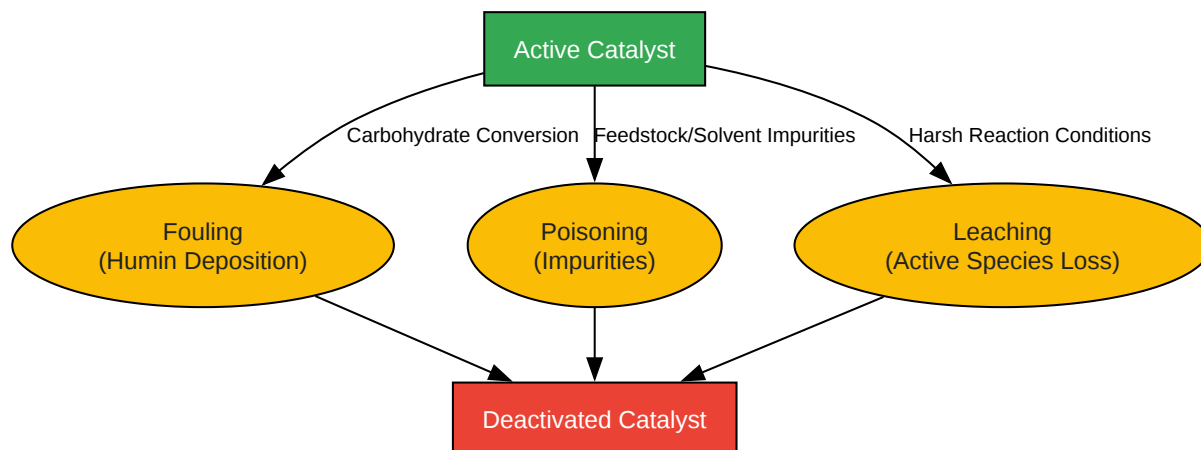 Active Catalyst
Carbohydrate Conversion
Feedstock/Solvent Impurities
Harsh Reaction Conditions
Fouling
(Humin Deposition)
Poisoning
(Impurities)
Leaching
(Active Species Loss)
Deactivated Catalyst